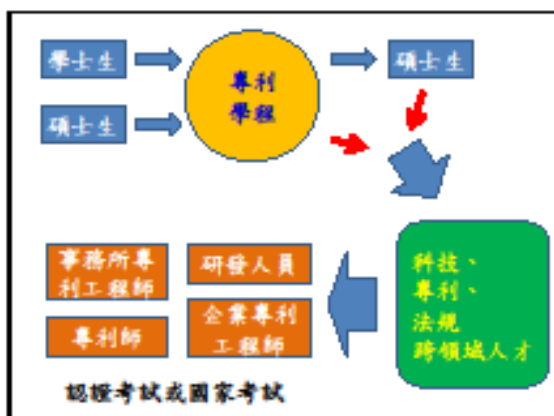 學士生
專利
學程
碩士生
碩士生
科技、
專利、
法規
跨領域人才
事務所專
利工程師
研發人員
專利師
企業專利
工程師
認證考試或國家考試